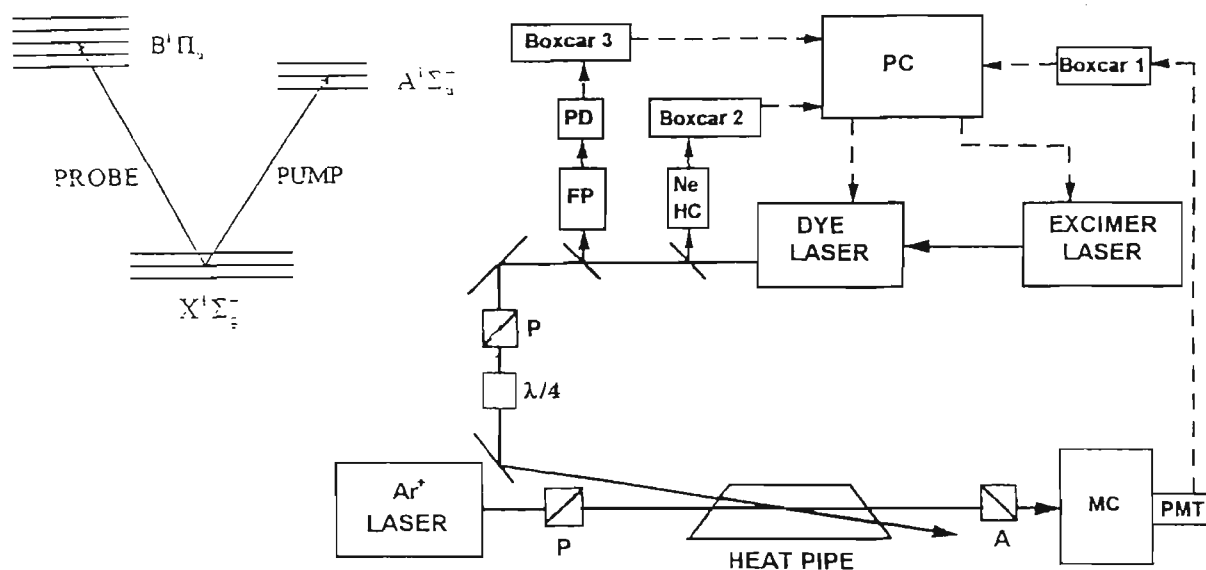 B¹Πᵤ
A¹Σᵤ⁺
PROBE
PUMP
X¹Σg⁺
Boxcar 3
PC
Boxcar 1
PD
Boxcar 2
FP
Ne
HC
DYE
LASER
EXCIMER
LASER
P
λ/4
Ar⁺
LASER
P
HEAT PIPE
A
MC
PMT